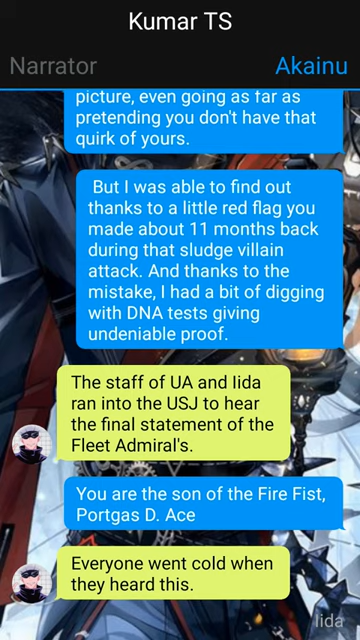 Kumar TS
Narrator
Akainu
picture, even going as far as
pretending you don't have that
quirk of yours.
But I was able to find out
thanks to a little red flag you
made about 11 months back
during that sludge villain
attack. And thanks to the
mistake, I had a bit of digging
with DNA tests giving
undeniable proof.
The staff of UA and Iida
ran into the USJ to hear
the final statement of the
Fleet Admiral's.
You are the son of the Fire Fist,
Portgas D. Ace
Everyone went cold when
they heard this.
Iida